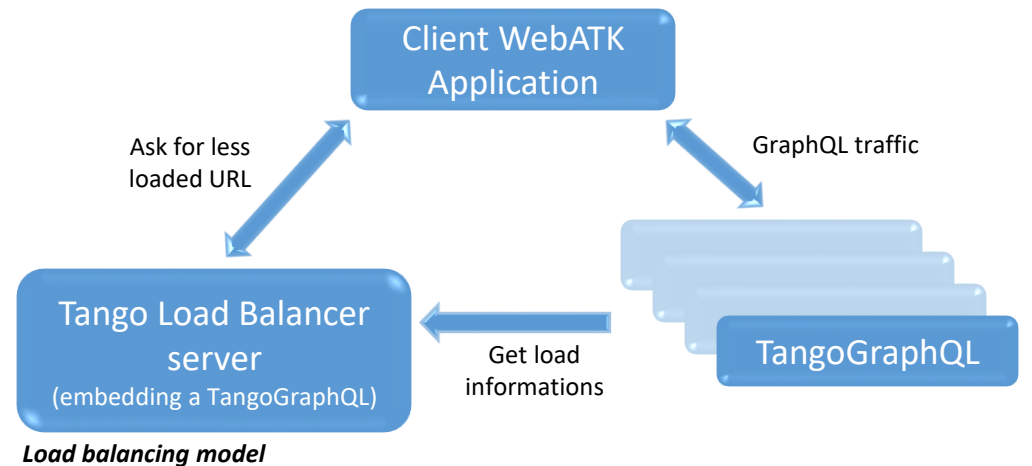 Client WebATK
Application
Ask for less
loaded URL
GraphQL traffic
Tango Load Balancer
server
(embedding a TangoGraphQL)
Get load
informations
TangoGraphQL
Load balancing model